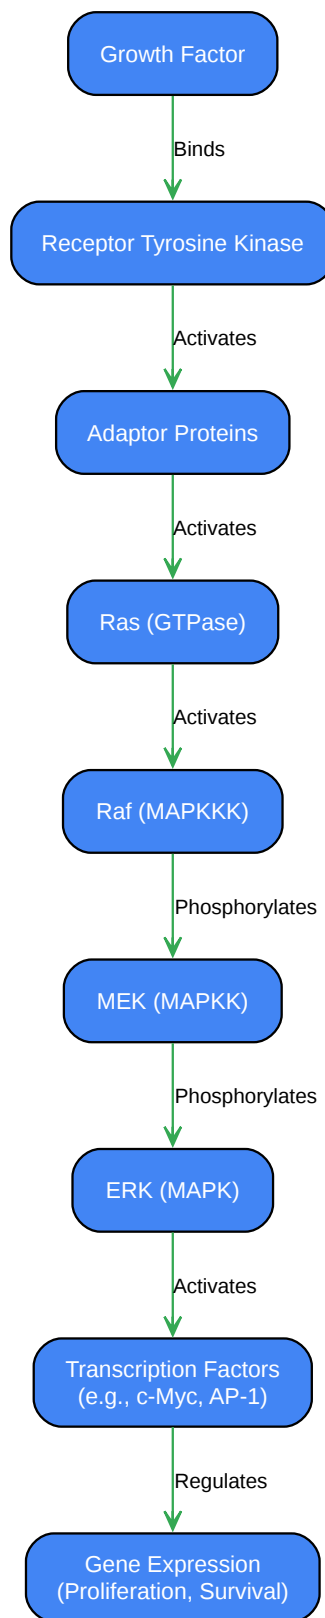 Growth Factor
Binds
Receptor Tyrosine Kinase
Activates
Adaptor Proteins
Activates
Ras (GTPase)
Activates
Raf (MAPKKK)
Phosphorylates
MEK (MAPKK)
Phosphorylates
ERK (MAPK)
Activates
Transcription Factors
(e.g., c-Myc, AP-1)
Regulates
Gene Expression
(Proliferation, Survival)